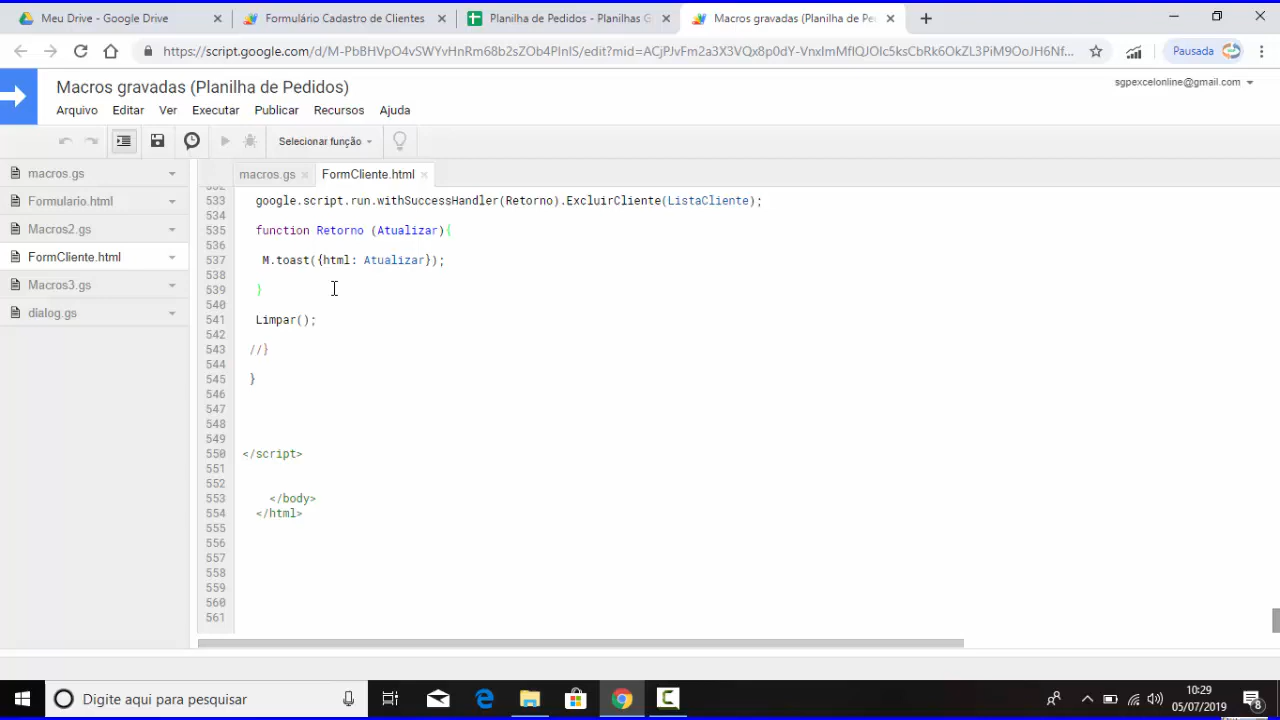 Meu Drive - Google Drive
Formulário Cadastro de Clientes
Planilha de Pedidos - Planilhas G
Macros gravadas (Planilha de Pe
https://script.google.com/d/M-PbBHVpO4vSWYvHnRm68b2sZOb4PlnIS/edit?mid=ACjPJvFm2a3X3VQx8p0dY-VnxlmMflQJOlc5ksCbRk6OkZL3PiM9OoJH6Nf...
Pausada
Macros gravadas (Planilha de Pedidos)
sgpexcelonline@gmail.com
Arquivo Editar Ver Executar Publicar Recursos Ajuda
Selecionar função
macros.gs
Formulario.html
Macros2.gs
FormCliente.html
Macros3.gs
dialog.gs
macros.gs FormCliente.html
532
533 google.script.run.withSuccessHandler(Retorno).ExcluirCliente(ListaCliente);
534
535 function Retorno (Atualizar){
536
537 M.toast({html: Atualizar});
538
539 }
540
541 Limpar();
542
543 //}
544
545 }
546
547
548
549
550 </script>
551
552
553 </body>
554 </html>
555
556
557
558
559
560
561
Digite aqui para pesquisar
10:29
05/07/2019
8